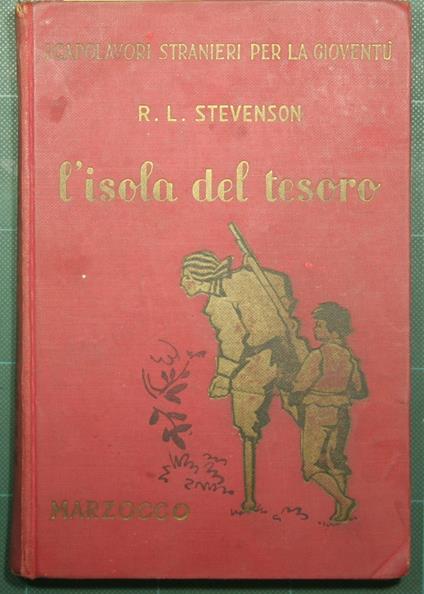 I CAPOLAVORI STRANIERI PER LA GIOVENTÙ
R. L. STEVENSON
l'isola del tesoro
MARZOCCO